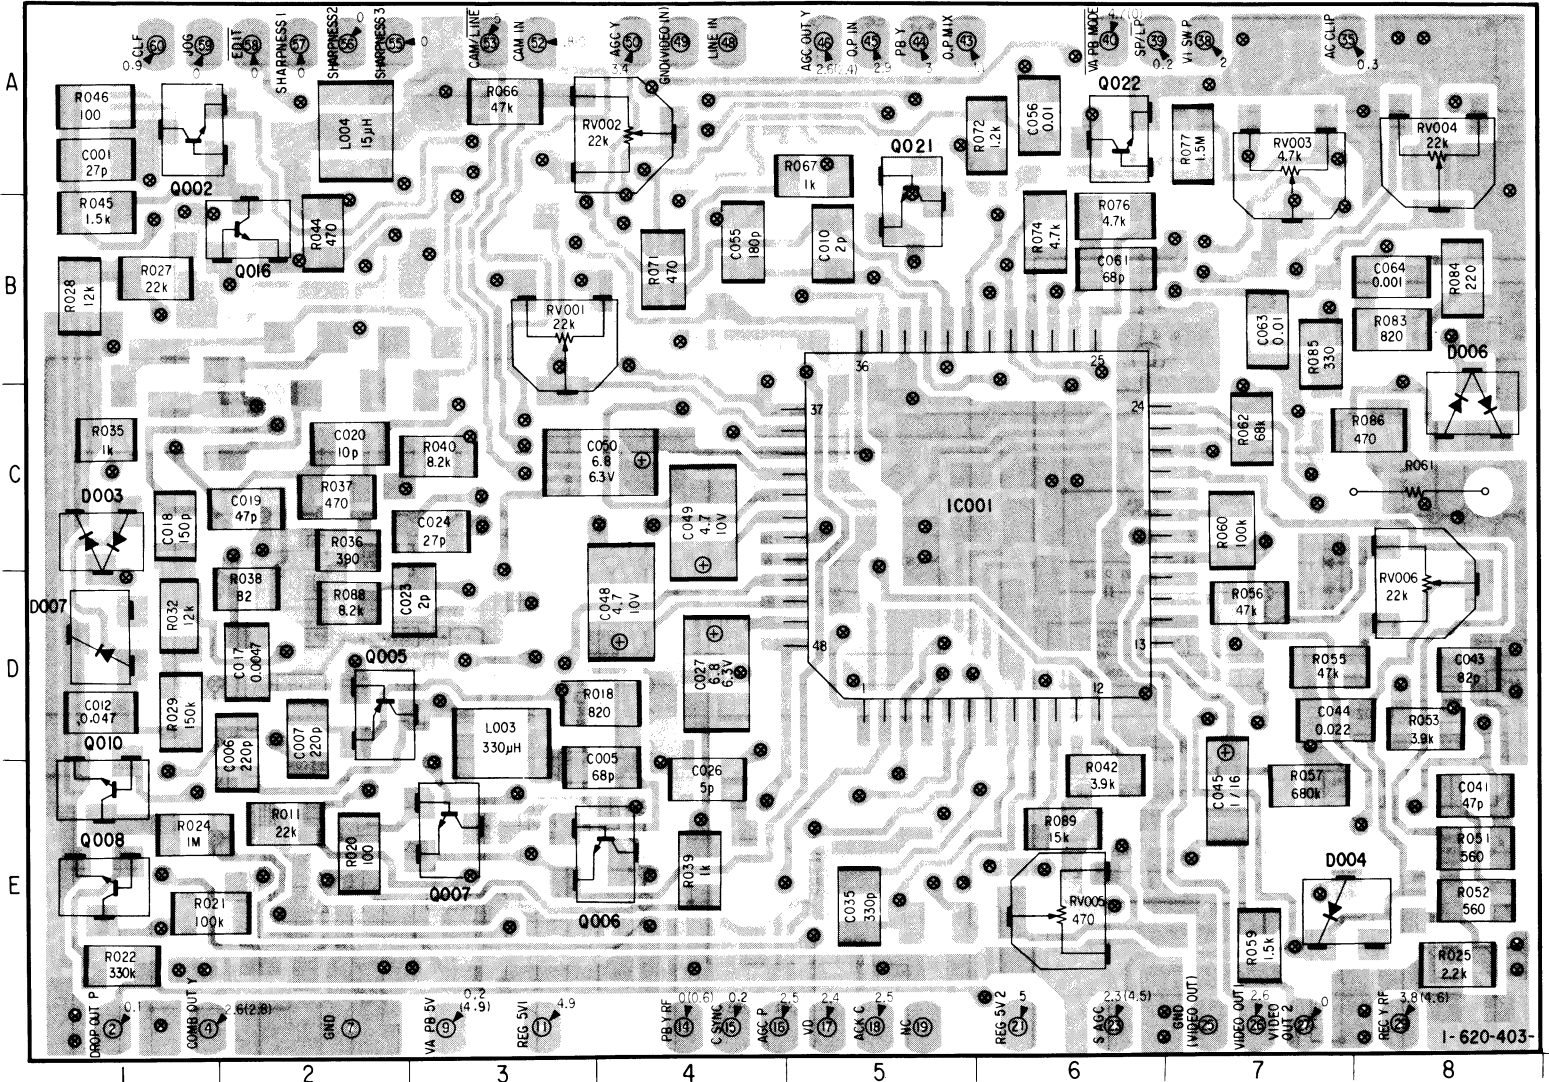 CLF 60 0.9
JOG 59 0
EDIT 58 0
SHARPNESS 1 57 0
SHARPNESS2 56 0
SHARPNESS3 55 0
CAM/LINE 53
CAM IN 52
AGC Y 50 3.4
GND(VIDEO IN) 49
LINE IN 48
AGC OUT Y 46 2.6(2.4)
O.P IN 45 2.9
PB Y 44 3
O.P MIX 43
VA PB MODE 40 4.7(0)
SP/LP 39 0.2
VI SW P 38 2
AC CLIP 35 0.3
A
R046 100
L004 15μH
R066 47k
RV002 22k
R072 1.2k
C056 0.01
Q022
R077 1.5M
RV003 4.7k
RV004 22k
C001 27p
Q002
R067 1k
Q021
R045 1.5k
R044 470
Q016
R071 470
C055 180p
C010 2p
R074 4.7k
R076 4.7k
C061 68p
B
R028 12k
R027 22k
RV001 22k
C063 0.01
R085 330
C064 0.001
R083 820
R084 220
D006
36
25
37
24
C
R035 1k
C020 10p
R040 8.2k
C050 6.8 6.3V
R062 68k
R086 470
R061
D003
C018 150p
C019 47p
R037 470
C024 27p
C049 4.7 10V
IC001
R060 100k
R036 390
D007
R032 12k
R038 82
R088 8.2k
C023 2p
C048 4.7 10V
R056 47k
RV006 22k
D
C017 0.0047
Q005
C027 6.8 6.3V
48
13
1
12
R055 47k
C043 82p
C012 0.047
R029 150k
C006 220p
C007 220p
L003 330μH
R018 820
C044 0.022
R053 3.9k
Q010
C005 68p
C026 5p
R042 3.9k
C045 1/16
R057 680k
C041 47p
Q008
R024 1M
R011 22k
R020 100
Q007
Q006
R039 1k
R089 15k
R051 560
D004
E
R021 100k
C035 330p
RV005 470
R059 1.5k
R052 560
R022 330k
R025 2.2k
DROP OUT P 2 0.1
COMB OUT Y 4 2.6(2.8)
GND 7
VA PB 5V 9 0.2 (4.9)
REG 5V1 11 4.9
PB Y RF 14 0(0.6)
C SYNC 15 0.2
AGC P 16 2.5
VD 17 2.4
ACK C 18 2.5
NC 19
REG 5V 2 21 5
S AGC 23 2.3(4.5)
GND (VIDEO OUT) 25
VIDEO OUT 1 26 2.6
VIDEO OUT 2 27 0
REC Y RF 29 3.8(4.6)
1-620-403-
1 2 3 4 5 6 7 8